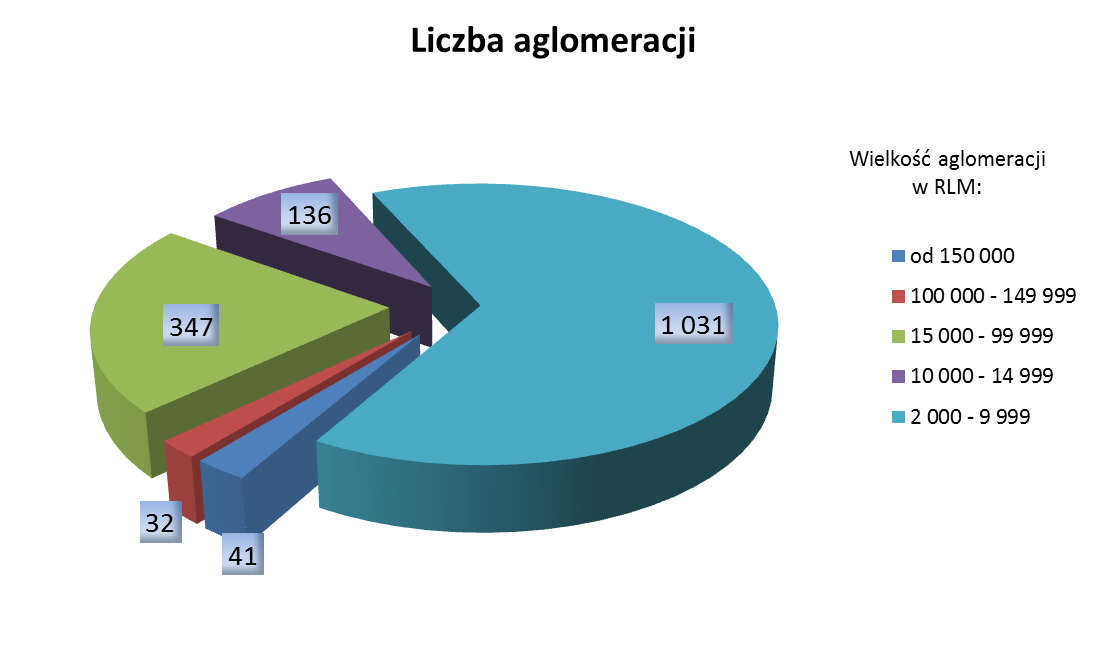 Liczba aglomeracji
Wielkość aglomeracji
w RLM:
od 150 000
100 000 - 149 999
15 000 - 99 999
10 000 - 14 999
2 000 - 9 999
136
347
1 031
32
41